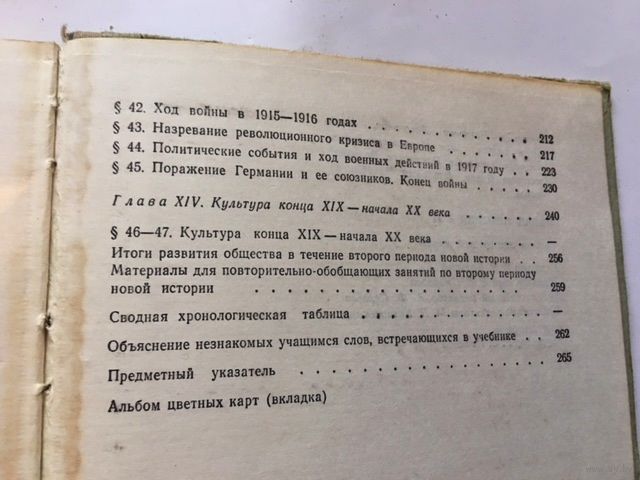 § 42. Ход войны в 1915—1916 годах . . . . . . . . . . . . 212
§ 43. Назревание революционного кризиса в Европе . . . . . . 217
§ 44. Политические события и ход военных действий в 1917 году . . 223
§ 45. Поражение Германии и ее союзников. Конец войны . . . . . 230
Глава XIV. Культура конца XIX — начала XX века . . . . . . 240
§ 46—47. Культура конца XIX — начала XX века . . . . . . . . —
Итоги развития общества в течение второго периода новой истории . . 256
Материалы для повторительно-обобщающих занятий по второму периоду
новой истории . . . . . . . . . . . . . . . . 259
Сводная хронологическая таблица . . . . . . . . . . . . —
Объяснение незнакомых учащимся слов, встречающихся в учебнике . . 262
Предметный указатель . . . . . . . . . . . . . . 265
Альбом цветных карт (вкладка)